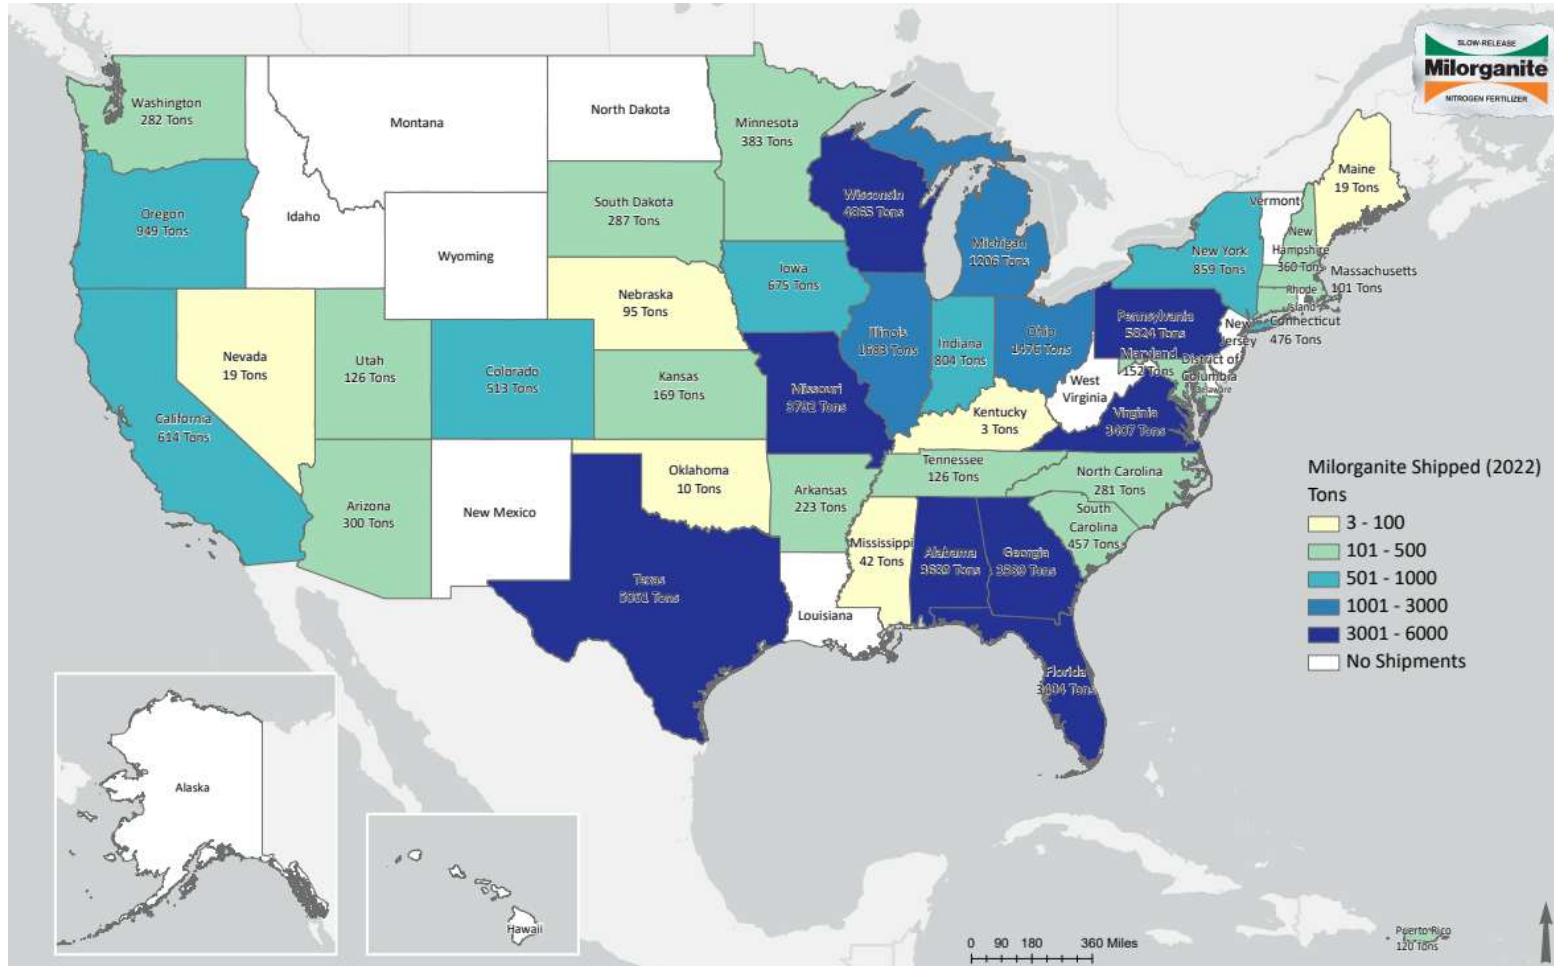 SLOW-RELEASE
Milorganite
NITROGEN FERTILIZER
Washington
282 Tons
Montana
North Dakota
Minnesota
383 Tons
Oregon
949 Tons
Idaho
Wyoming
South Dakota
287 Tons
Wisconsin
Michigan
1206 Tons
Maine
19 Tons
Vermont
New
Hampshire
360 Tons
New York
859 Tons
Massachusetts
101 Tons
Rhode
Island
Connecticut
476 Tons
Iowa
675 Tons
Nebraska
95 Tons
Nevada
19 Tons
Utah
126 Tons
Colorado
513 Tons
Kansas
169 Tons
Missouri
Illinois
Indiana
804 Tons
Ohio
1476 Tons
Pennsylvania
5824 Tons
New
Jersey
Maryland
152 Tons
District of
Columbia
Delaware
West
Virginia
Virginia
3407 Tons
Kentucky
3 Tons
California
614 Tons
Arizona
300 Tons
New Mexico
Oklahoma
10 Tons
Arkansas
223 Tons
Tennessee
126 Tons
North Carolina
281 Tons
South
Carolina
457 Tons
Mississippi
42 Tons
Alabama
Georgia
Texas
Louisiana
Florida
Alaska
Hawaii
Puerto Rico
120 Tons
Milorganite Shipped (2022)
Tons
3 - 100
101 - 500
501 - 1000
1001 - 3000
3001 - 6000
No Shipments
0 90 180 360 Miles